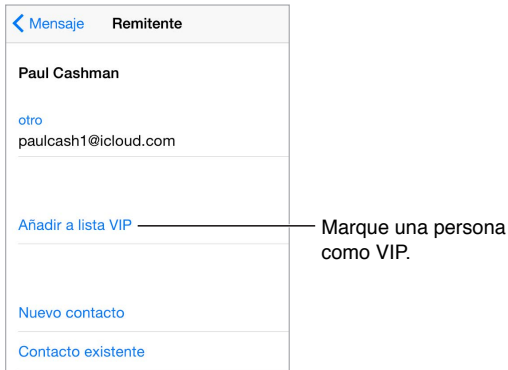 Mensaje Remitente
Paul Cashman
otro
paulcash1@icloud.com
Añadir a lista VIP
Marque una persona
como VIP.
Nuevo contacto
Contacto existente